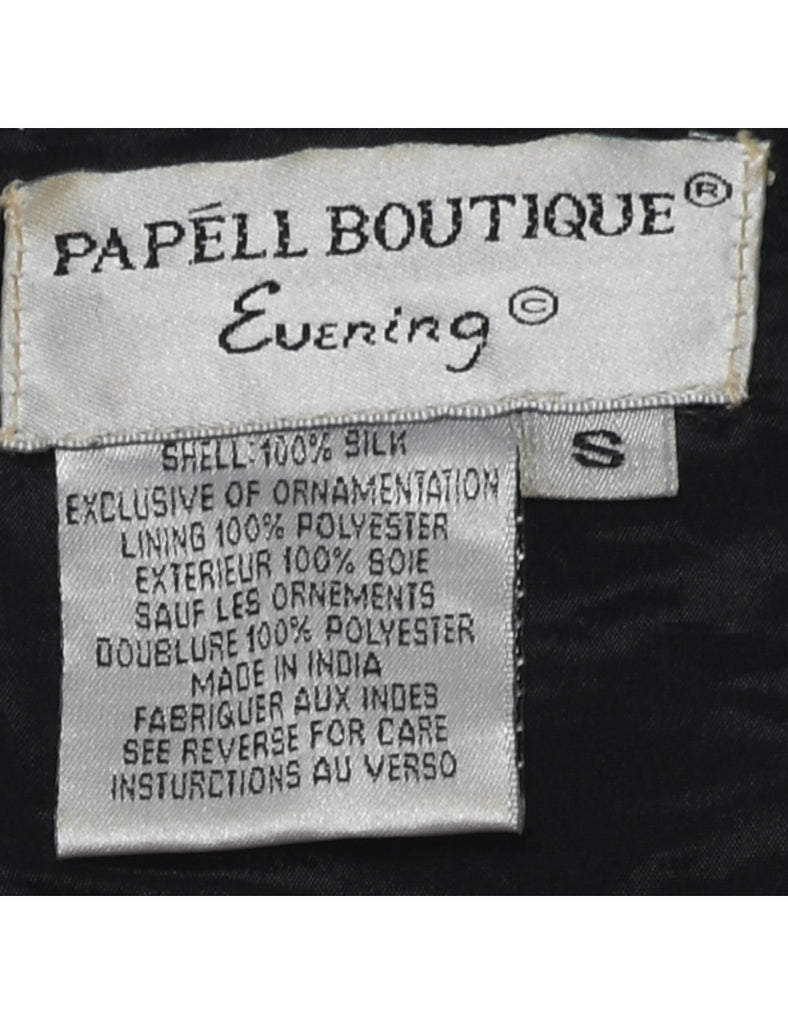 PAPÉLL BOUTIQUE®
Evening©
S
SHELL:100% SILK
EXCLUSIVE OF ORNAMENTATION
LINING 100% POLYESTER
EXTERIEUR 100% SOIE
SAUF LES ORNEMENTS
DOUBLURE 100% POLYESTER
MADE IN INDIA
FABRIQUER AUX INDES
SEE REVERSE FOR CARE
INSTURCTIONS AU VERSO